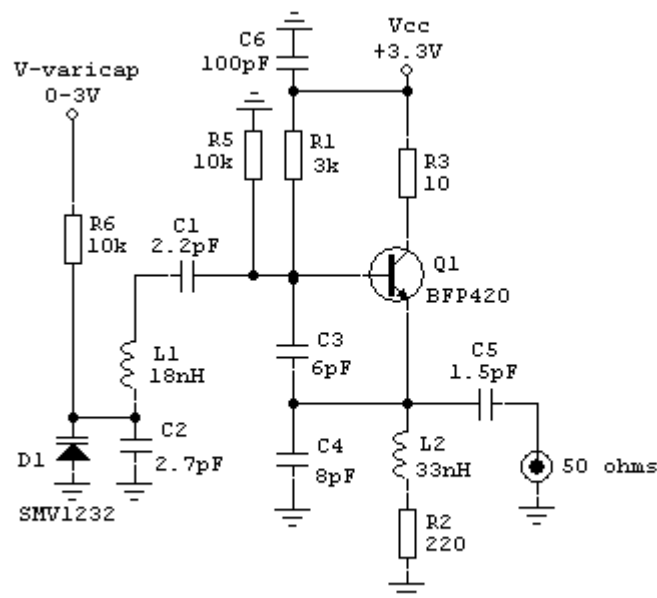 C6
100pF
Vcc
+3.3V
V-varicap
0-3V
R5
10k
R1
3k
R3
10
R6
10k
C1
2.2pF
Q1
BFP420
L1
18nH
C3
6pF
C5
1.5pF
C2
2.7pF
C4
8pF
L2
33nH
50 ohms
D1
SMV1232
R2
220